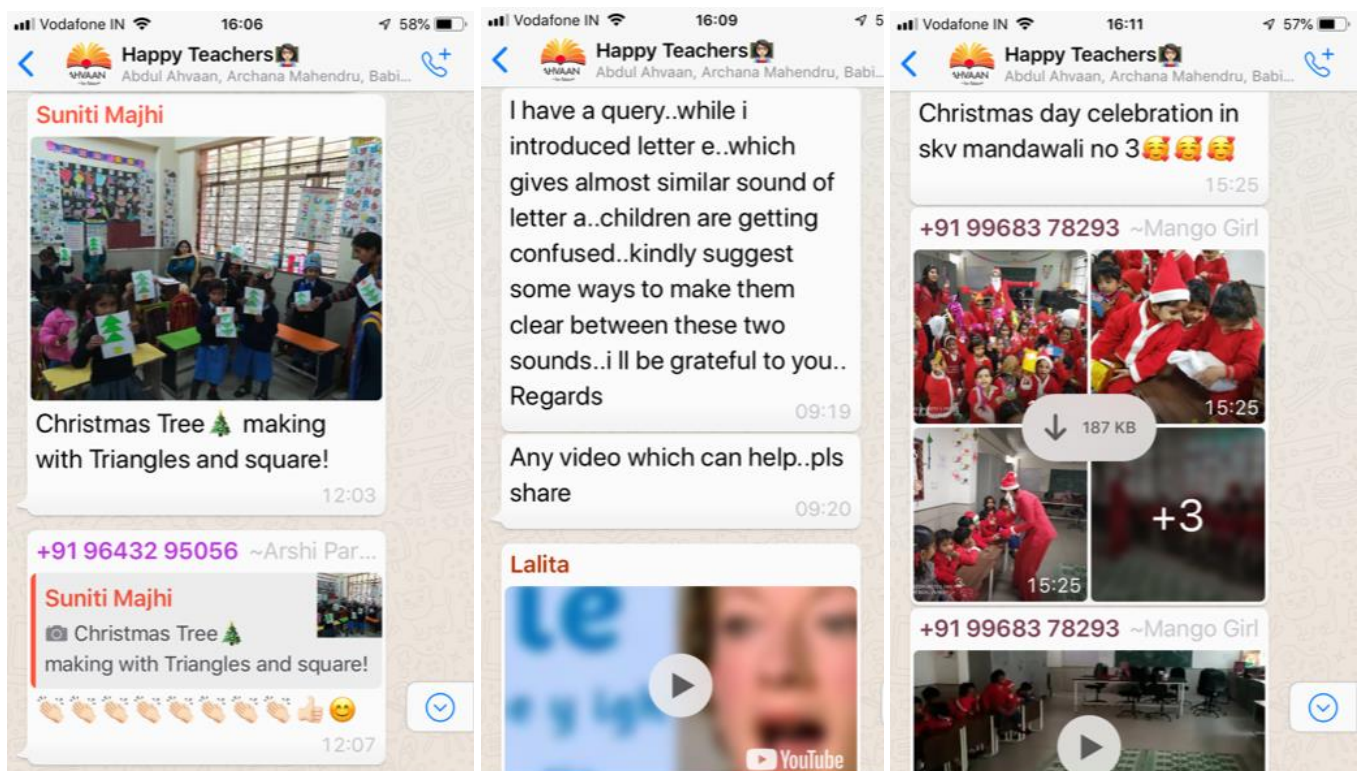 Vodafone IN 16:06 58%
Happy Teachers👩🏻‍🏫
AHVAAN
Abdul Ahvaan, Archana Mahendru, Babi...
Suniti Majhi
Christmas Tree🎄 making
with Triangles and square!
12:03
+91 96432 95056 ~Arshi Par...
Suniti Majhi
📷 Christmas Tree🎄
making with Triangles and square!
👏🏻👏🏻👏🏻👏🏻👏🏻👏🏻👏🏻👏🏻👍🏻😊
12:07
Vodafone IN 16:09 5
Happy Teachers👩🏻‍🏫
AHVAAN
Abdul Ahvaan, Archana Mahendru, Babi...
I have a query..while i
introduced letter e..which
gives almost similar sound of
letter a..children are getting
confused..kindly suggest
some ways to make them
clear between these two
sounds..i ll be grateful to you..
Regards
09:19
Any video which can help..pls
share
09:20
Lalita
le
e y igh
YouTube
Vodafone IN 16:11 57%
Happy Teachers👩🏻‍🏫
AHVAAN
Abdul Ahvaan, Archana Mahendru, Babi...
Christmas day celebration in
skv mandawali no 3🥰🥰🥰
15:25
+91 99683 78293 ~Mango Girl
15:25
187 KB
15:25
+3
+91 99683 78293 ~Mango Girl